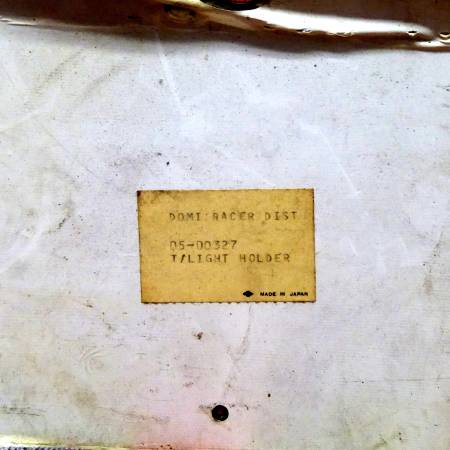 DOMI RACER DIST
05-00327
T/LIGHT HOLDER
MADE IN JAPAN